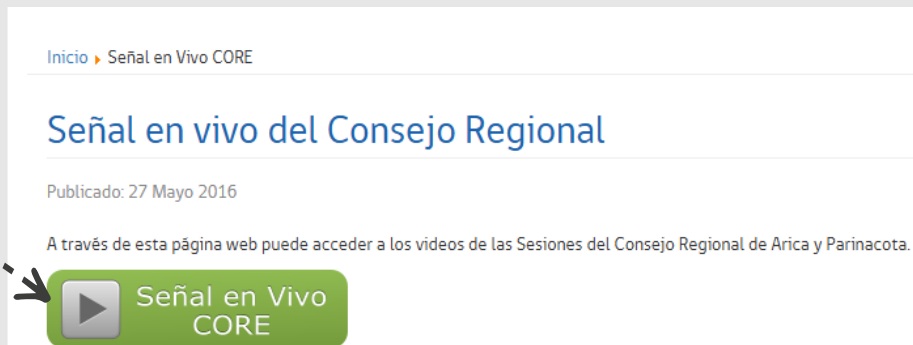 Inicio Señal en Vivo CORE
Señal en vivo del Consejo Regional
Publicado: 27 Mayo 2016
A través de esta página web puede acceder a los videos de las Sesiones del Consejo Regional de Arica y Parinacota.
Señal en Vivo
CORE